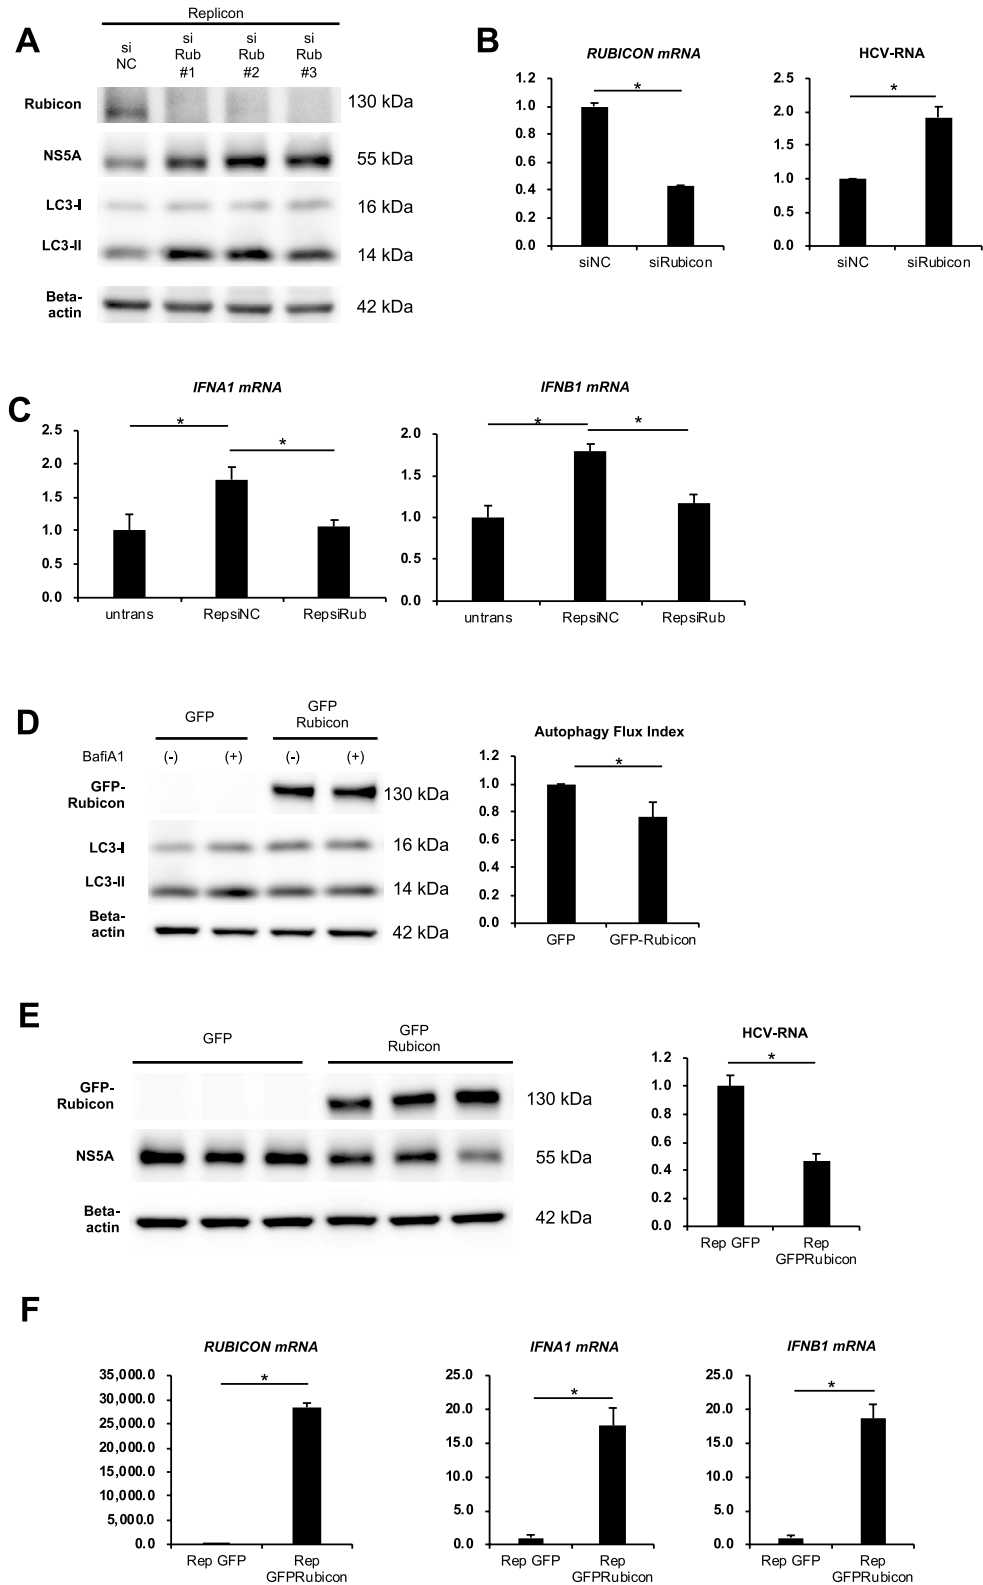 A
Replicon
si
NC
si
Rub
#1
si
Rub
#2
si
Rub
#3
Rubicon
130 kDa
NS5A
55 kDa
LC3-I
16 kDa
LC3-II
14 kDa
Beta-
actin
42 kDa
B
RUBICON mRNA
*
1.2
1.0
0.8
0.6
0.4
0.2
0.0
siNC siRubicon
HCV-RNA
*
2.5
2.0
1.5
1.0
0.5
0.0
siNC siRubicon
C
IFNA1 mRNA
* *
2.5
2.0
1.5
1.0
0.5
0.0
untrans RepsiNC RepsiRub
IFNB1 mRNA
* *
2.0
1.5
1.0
0.5
0.0
untrans RepsiNC RepsiRub
D
GFP
GFP
Rubicon
BafiA1 (-) (+) (-) (+)
GFP-
Rubicon
130 kDa
LC3-I
16 kDa
LC3-II
14 kDa
Beta-
actin
42 kDa
Autophagy Flux Index
*
1.2
1.0
0.8
0.6
0.4
0.2
0.0
GFP GFP-Rubicon
E
GFP
GFP
Rubicon
GFP-
Rubicon
130 kDa
NS5A
55 kDa
Beta-
actin
42 kDa
HCV-RNA
*
1.2
1.0
0.8
0.6
0.4
0.2
0.0
Rep GFP
Rep
GFPRubicon
F
RUBICON mRNA
*
35,000.0
30,000.0
25,000.0
20,000.0
15,000.0
10,000.0
5,000.0
0.0
Rep GFP
Rep
GFPRubicon
IFNA1 mRNA
*
25.0
20.0
15.0
10.0
5.0
0.0
Rep GFP
Rep
GFPRubicon
IFNB1 mRNA
*
25.0
20.0
15.0
10.0
5.0
0.0
Rep GFP
Rep
GFPRubicon